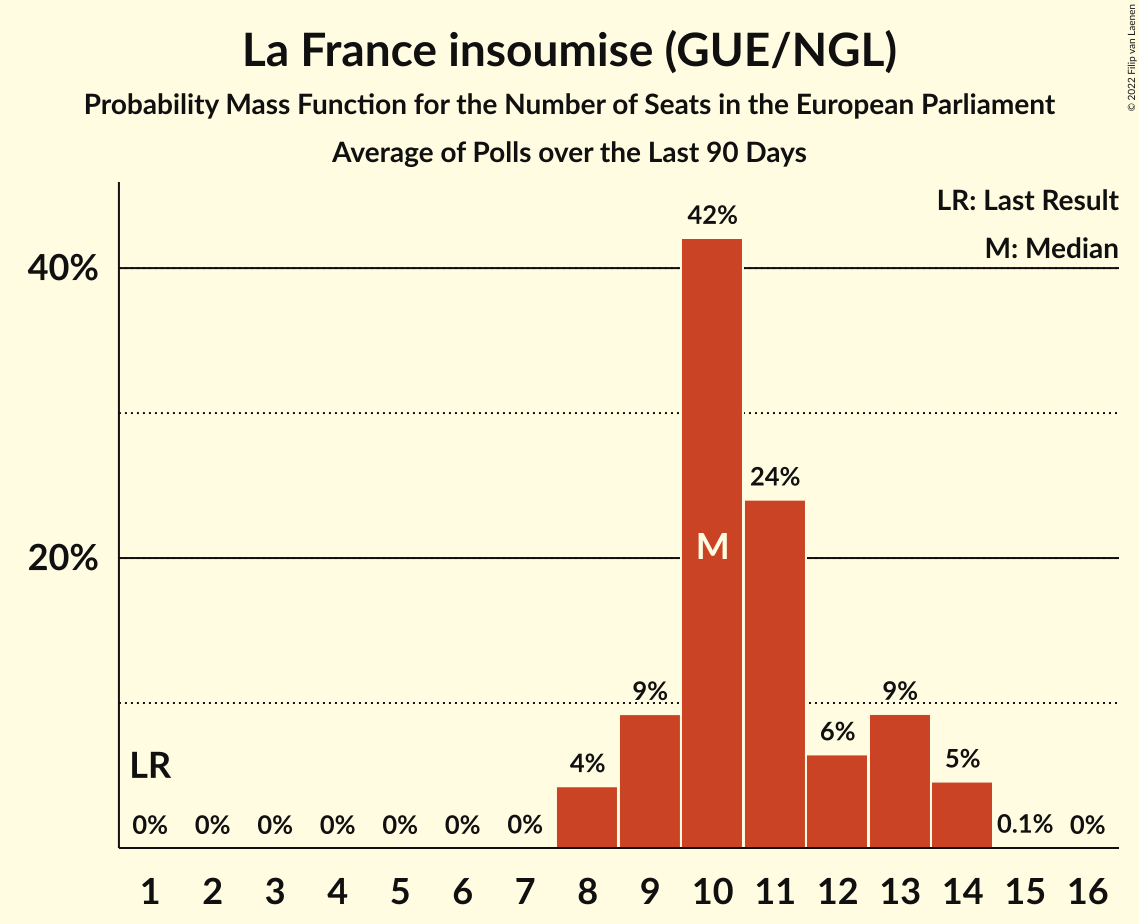 La France insoumise (GUE/NGL)
Probability Mass Function for the Number of Seats in the European Parliament
Average of Polls over the Last 90 Days
© 2022 Filip van Laenen
LR: Last Result
M: Median
40%
20%
42%
24%
M
9%
9%
6%
4%
5%
LR
0%
0%
0%
0%
0%
0%
0%
0.1%
0%
1 2 3 4 5 6 7 8 9 10 11 12 13 14 15 16